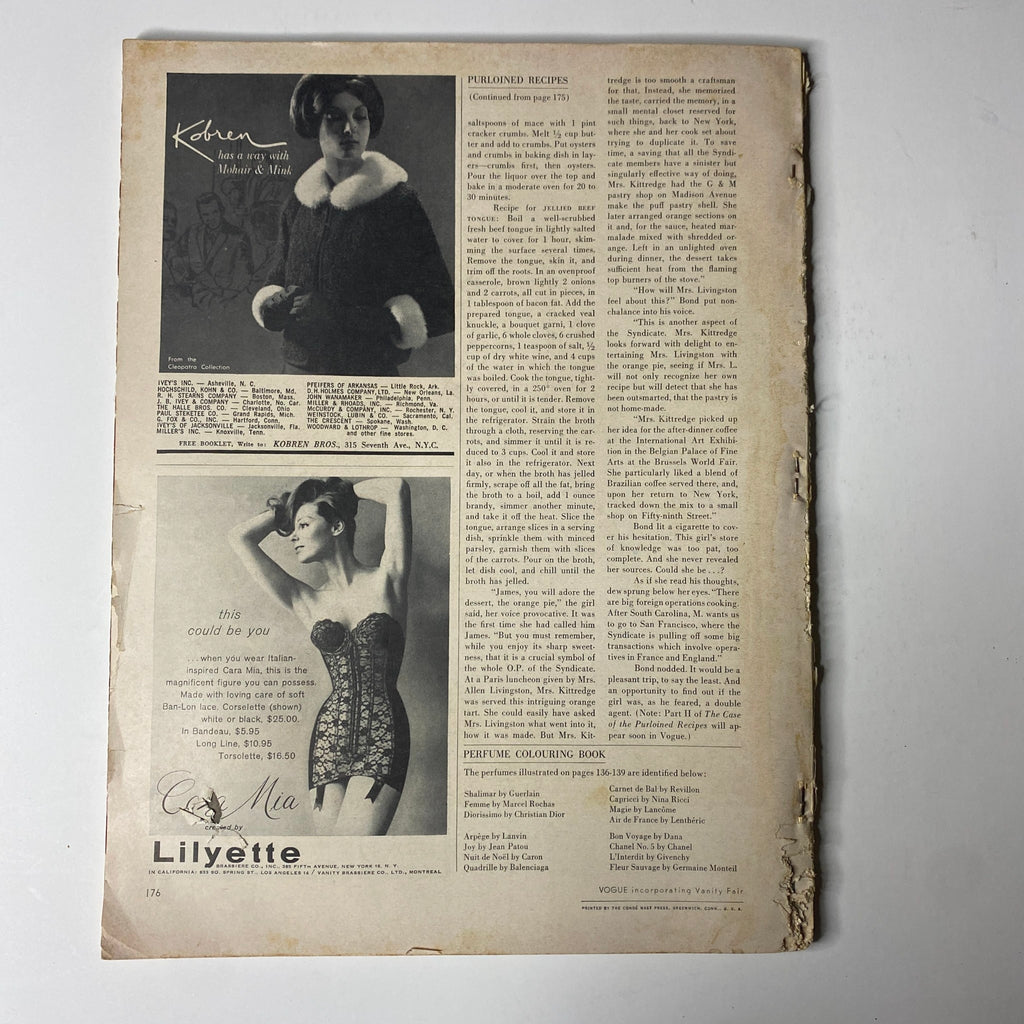 Kobren
has a way with
Mohair & Mink
From the
Cleopatra Collection
IVEY'S INC. — Asheville, N. C.
HOCHSCHILD, KOHN & CO. — Baltimore, Md.
R. H. STEARNS COMPANY — Boston, Mass.
J. B. IVEY & COMPANY — Charlotte, No. Car.
THE HALLE BROS. CO. — Cleveland, Ohio
PAUL STEKETEE CO. — Grand Rapids, Mich.
G. FOX & CO., INC. — Hartford, Conn.
IVEY'S OF JACKSONVILLE — Jacksonville, Fla.
MILLER'S INC. — Knoxville, Tenn.
PFEIFERS OF ARKANSAS — Little Rock, Ark.
D. H. HOLMES COMPANY, LTD. — New Orleans, La.
JOHN WANAMAKER — Philadelphia, Penn.
MILLER & RHOADS, INC. — Richmond, Va.
McCURDY & COMPANY, INC. — Rochester, N. Y.
WEINSTOCK, LUBIN & CO. — Sacramento, Cal.
THE CRESCENT — Spokane, Wash.
WOODWARD & LOTHROP — Washington, D. C.
and other fine stores.
FREE BOOKLET, Write to: KOBREN BROS., 315 Seventh Ave., N.Y.C.
this
could be you
. . . when you wear Italian-
inspired Cara Mia, this is the
magnificent figure you can possess.
Made with loving care of soft
Ban-Lon lace. Corselette (shown)
white or black, $25.00.
In Bandeau, $5.95
Long Line, $10.95
Torsolette, $16.50
Cara Mia
created by
Lilyette
BRASSIERE CO., INC., 385 FIFTH AVENUE, NEW YORK 16, N. Y.
IN CALIFORNIA: 833 SO. SPRING ST., LOS ANGELES 14 / VANITY BRASSIERE CO., LTD., MONTREAL
176
PURLOINED RECIPES
(Continued from page 175)
saltspoons of mace with 1 pint
cracker crumbs. Melt ½ cup but-
ter and add to crumbs. Put oysters
and crumbs in baking dish in lay-
ers—crumbs first, then oysters.
Pour the liquor over the top and
bake in a moderate oven for 20 to
30 minutes.
Recipe for JELLIED BEEF
TONGUE: Boil a well-scrubbed
fresh beef tongue in lightly salted
water to cover for 1 hour, skim-
ming the surface several times.
Remove the tongue, skin it, and
trim off the roots. In an ovenproof
casserole, brown lightly 2 onions
and 2 carrots, all cut in pieces, in
1 tablespoon of bacon fat. Add the
prepared tongue, a cracked veal
knuckle, a bouquet garni, 1 clove
of garlic, 6 whole cloves, 6 crushed
peppercorns, 1 teaspoon of salt, ½
cup of dry white wine, and 4 cups
of the water in which the tongue
was boiled. Cook the tongue, tight-
ly covered, in a 250° oven for 2
hours, or until it is tender. Remove
the tongue, cool it, and store it in
the refrigerator. Strain the broth
through a cloth, reserving the car-
rots, and simmer it until it is re-
duced to 3 cups. Cool it and store
it also in the refrigerator. Next
day, or when the broth has jelled
firmly, scrape off all the fat, bring
the broth to a boil, add 1 ounce
brandy, simmer another minute,
and take it off the heat. Slice the
tongue, arrange slices in a serving
dish, sprinkle them with minced
parsley, garnish them with slices
of the carrots. Pour on the broth,
let dish cool, and chill until the
broth has jelled.
"James, you will adore the
dessert, the orange pie," the girl
said, her voice provocative. It was
the first time she had called him
James. "But you must remember,
while you enjoy its sharp sweet-
ness, that it is a crucial symbol of
the whole O.P. of the Syndicate.
At a Paris luncheon given by Mrs.
Allen Livingston, Mrs. Kittredge
was served this intriguing orange
tart. She could easily have asked
Mrs. Livingston what went into it,
how it was made. But Mrs. Kit-
tredge is too smooth a craftsman
for that. Instead, she memorized
the taste, carried the memory, in a
small mental closet reserved for
such things, back to New York,
where she and her cook set about
trying to duplicate it. To save
time, a saving that all the Syndi-
cate members have a sinister but
singularly effective way of doing,
Mrs. Kittredge had the G & M
pastry shop on Madison Avenue
make the puff pastry shell. She
later arranged orange sections on
it and, for the sauce, heated mar-
malade mixed with shredded or-
ange. Left in an unlighted oven
during dinner, the dessert takes
sufficient heat from the flaming
top burners of the stove."
"How will Mrs. Livingston
feel about this?" Bond put non-
chalance into his voice.
"This is another aspect of
the Syndicate. Mrs. Kittredge
looks forward with delight to en-
tertaining Mrs. Livingston with
the orange pie, seeing if Mrs. L.
will not only recognize her own
recipe but will detect that she has
been outsmarted, that the pastry is
not home-made.
"Mrs. Kittredge picked up
her idea for the after-dinner coffee
at the International Art Exhibi-
tion in the Belgian Palace of Fine
Arts at the Brussels World Fair.
She particularly liked a blend of
Brazilian coffee served there, and,
upon her return to New York,
tracked down the mix to a small
shop on Fifty-ninth Street."
Bond lit a cigarette to cov-
er his hesitation. This girl's store
of knowledge was too pat, too
complete. And she never revealed
her sources. Could she be . . . ?
As if she read his thoughts,
dew sprung below her eyes. "There
are big foreign operations cooking.
After South Carolina, M. wants us
to go to San Francisco, where the
Syndicate is pulling off some big
transactions which involve opera-
tives in France and England."
Bond nodded. It would be a
pleasant trip, to say the least. And
an opportunity to find out if the
girl was, as he feared, a double
agent. (Note: Part II of The Case
of the Purloined Recipes will ap-
pear soon in Vogue.)
PERFUME COLOURING BOOK
The perfumes illustrated on pages 136-139 are identified below:
Shalimar by Guerlain
Femme by Marcel Rochas
Diorissimo by Christian Dior
Arpège by Lanvin
Joy by Jean Patou
Nuit de Noël by Caron
Quadrille by Balenciaga
Carnet de Bal by Revillon
Capricci by Nina Ricci
Magie by Lancôme
Air de France by Lenthéric
Bon Voyage by Dana
Chanel No. 5 by Chanel
L'Interdit by Givenchy
Fleur Sauvage by Germaine Monteil
VOGUE incorporating Vanity Fair
PRINTED BY THE CONDÉ NAST PRESS, GREENWICH, CONN., U. S. A.